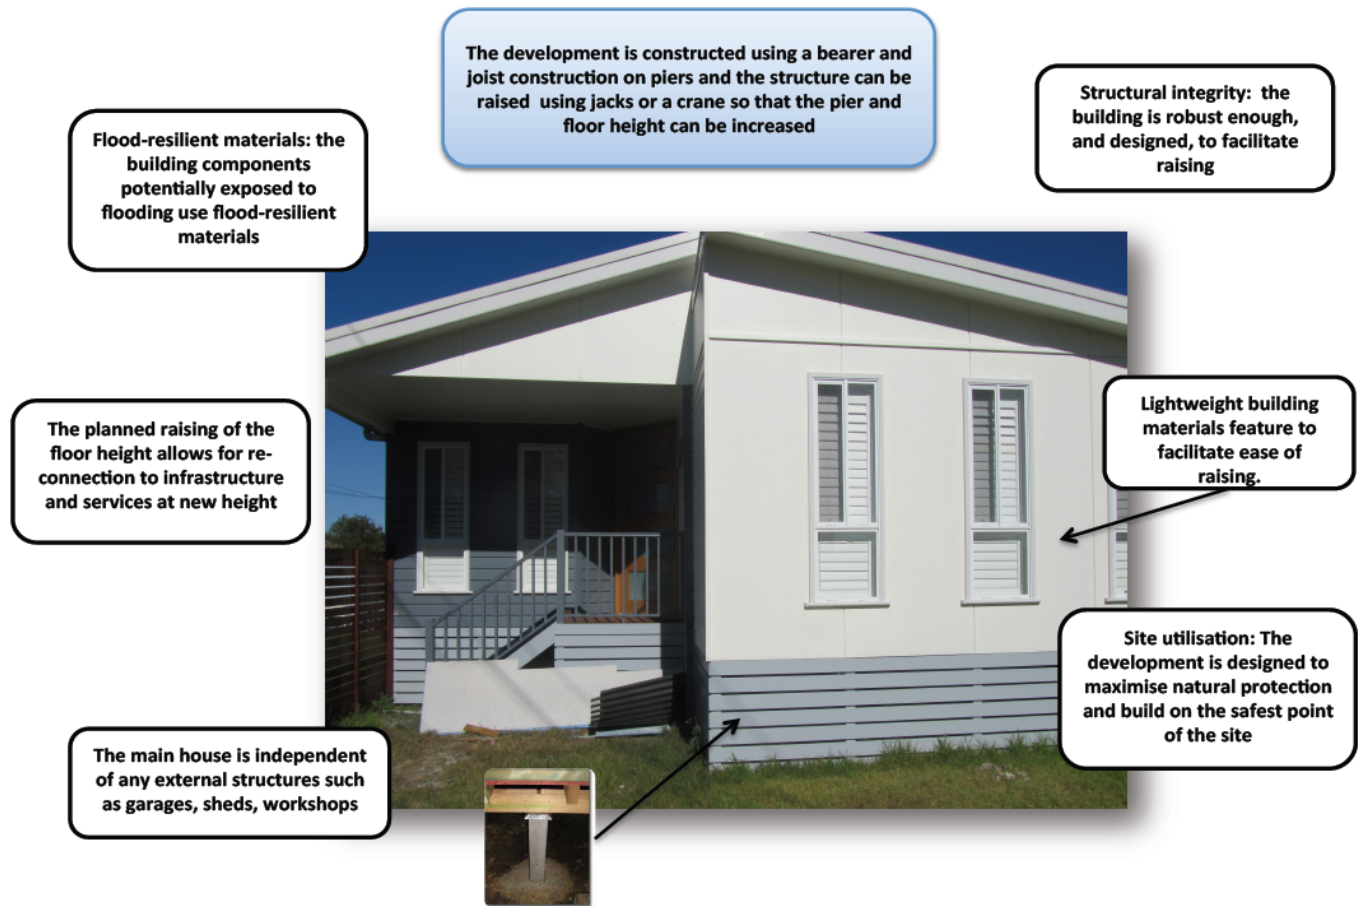 The development is constructed using a bearer and
joist construction on piers and the structure can be
raised using jacks or a crane so that the pier and
floor height can be increased
Structural integrity: the
building is robust enough,
and designed, to facilitate
raising
Flood-resilient materials: the
building components
potentially exposed to
flooding use flood-resilient
materials
The planned raising of the
floor height allows for re-
connection to infrastructure
and services at new height
Lightweight building
materials feature to
facilitate ease of
raising.
Site utilisation: The
development is designed to
maximise natural protection
and build on the safest point
of the site
The main house is independent
of any external structures such
as garages, sheds, workshops